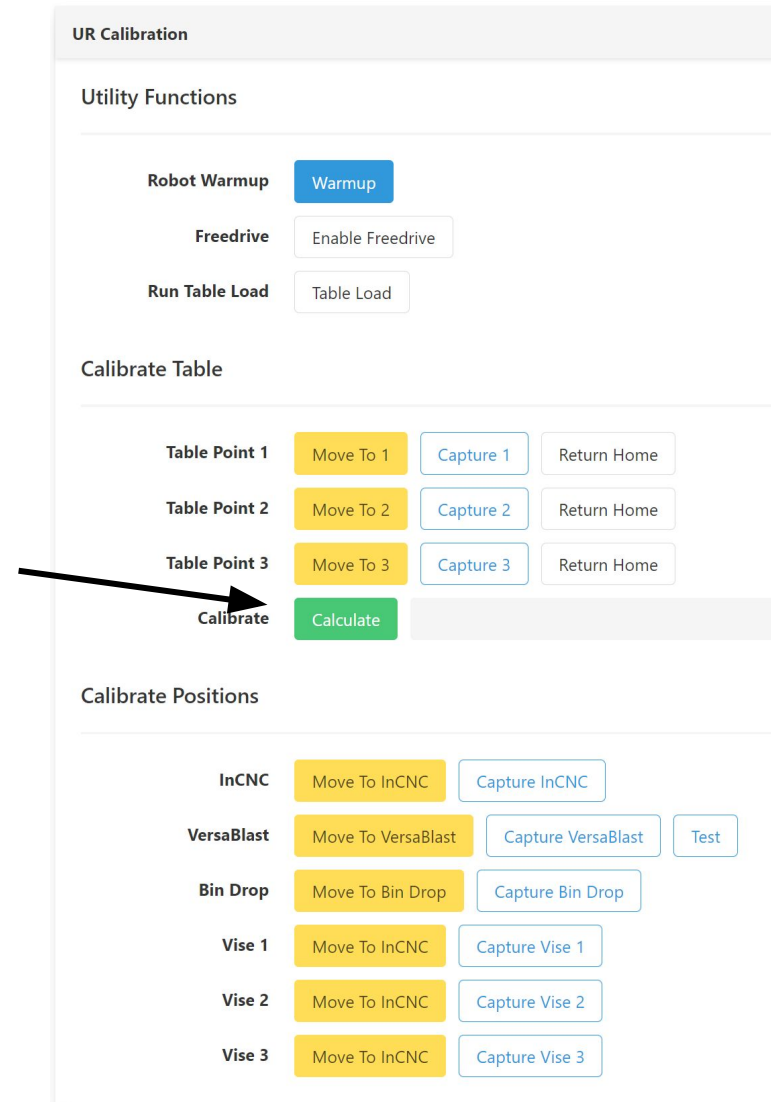 UR Calibration
Utility Functions
Robot Warmup Warmup
Freedrive Enable Freedrive
Run Table Load Table Load
Calibrate Table
Table Point 1 Move To 1 Capture 1 Return Home
Table Point 2 Move To 2 Capture 2 Return Home
Table Point 3 Move To 3 Capture 3 Return Home
Calibrate Calculate
Calibrate Positions
InCNC Move To InCNC Capture InCNC
VersaBlast Move To VersaBlast Capture VersaBlast Test
Bin Drop Move To Bin Drop Capture Bin Drop
Vise 1 Move To InCNC Capture Vise 1
Vise 2 Move To InCNC Capture Vise 2
Vise 3 Move To InCNC Capture Vise 3